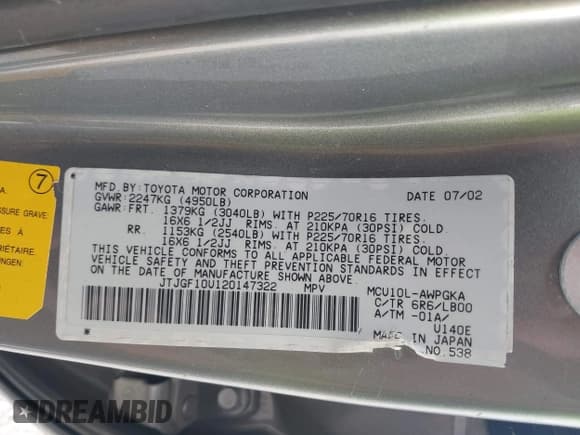 7
A.
SSURE GRAVE:
IÉTAIRE.
UNGEN:
MFD.BY:TOYOTA MOTOR CORPORATION DATE 07/02
GVWR:2247KG (4950LB)
GAWR:FRT. 1379KG (3040LB) WITH P225/70R16 TIRES.
16X6 1/2JJ RIMS. AT 210KPA (30PSI) COLD.
RR. 1153KG (2540LB) WITH P225/70R16 TIRES.
16X6 1/2JJ RIMS. AT 210KPA (30PSI) COLD
THIS VEHICLE CONFORMS TO ALL APPLICABLE FEDERAL MOTOR
VEHICLE SAFETY AND THEFT PREVENTION STANDARDS IN EFFECT
ON THE DATE OF MANUFACTURE SHOWN ABOVE.
JTJGF10U120147322 MPV MCU10L-AWPGKA
C/TR 6R6/LB00
A/TM -01A/
U140E
MADE IN JAPAN
.NO.538
DREAMBID